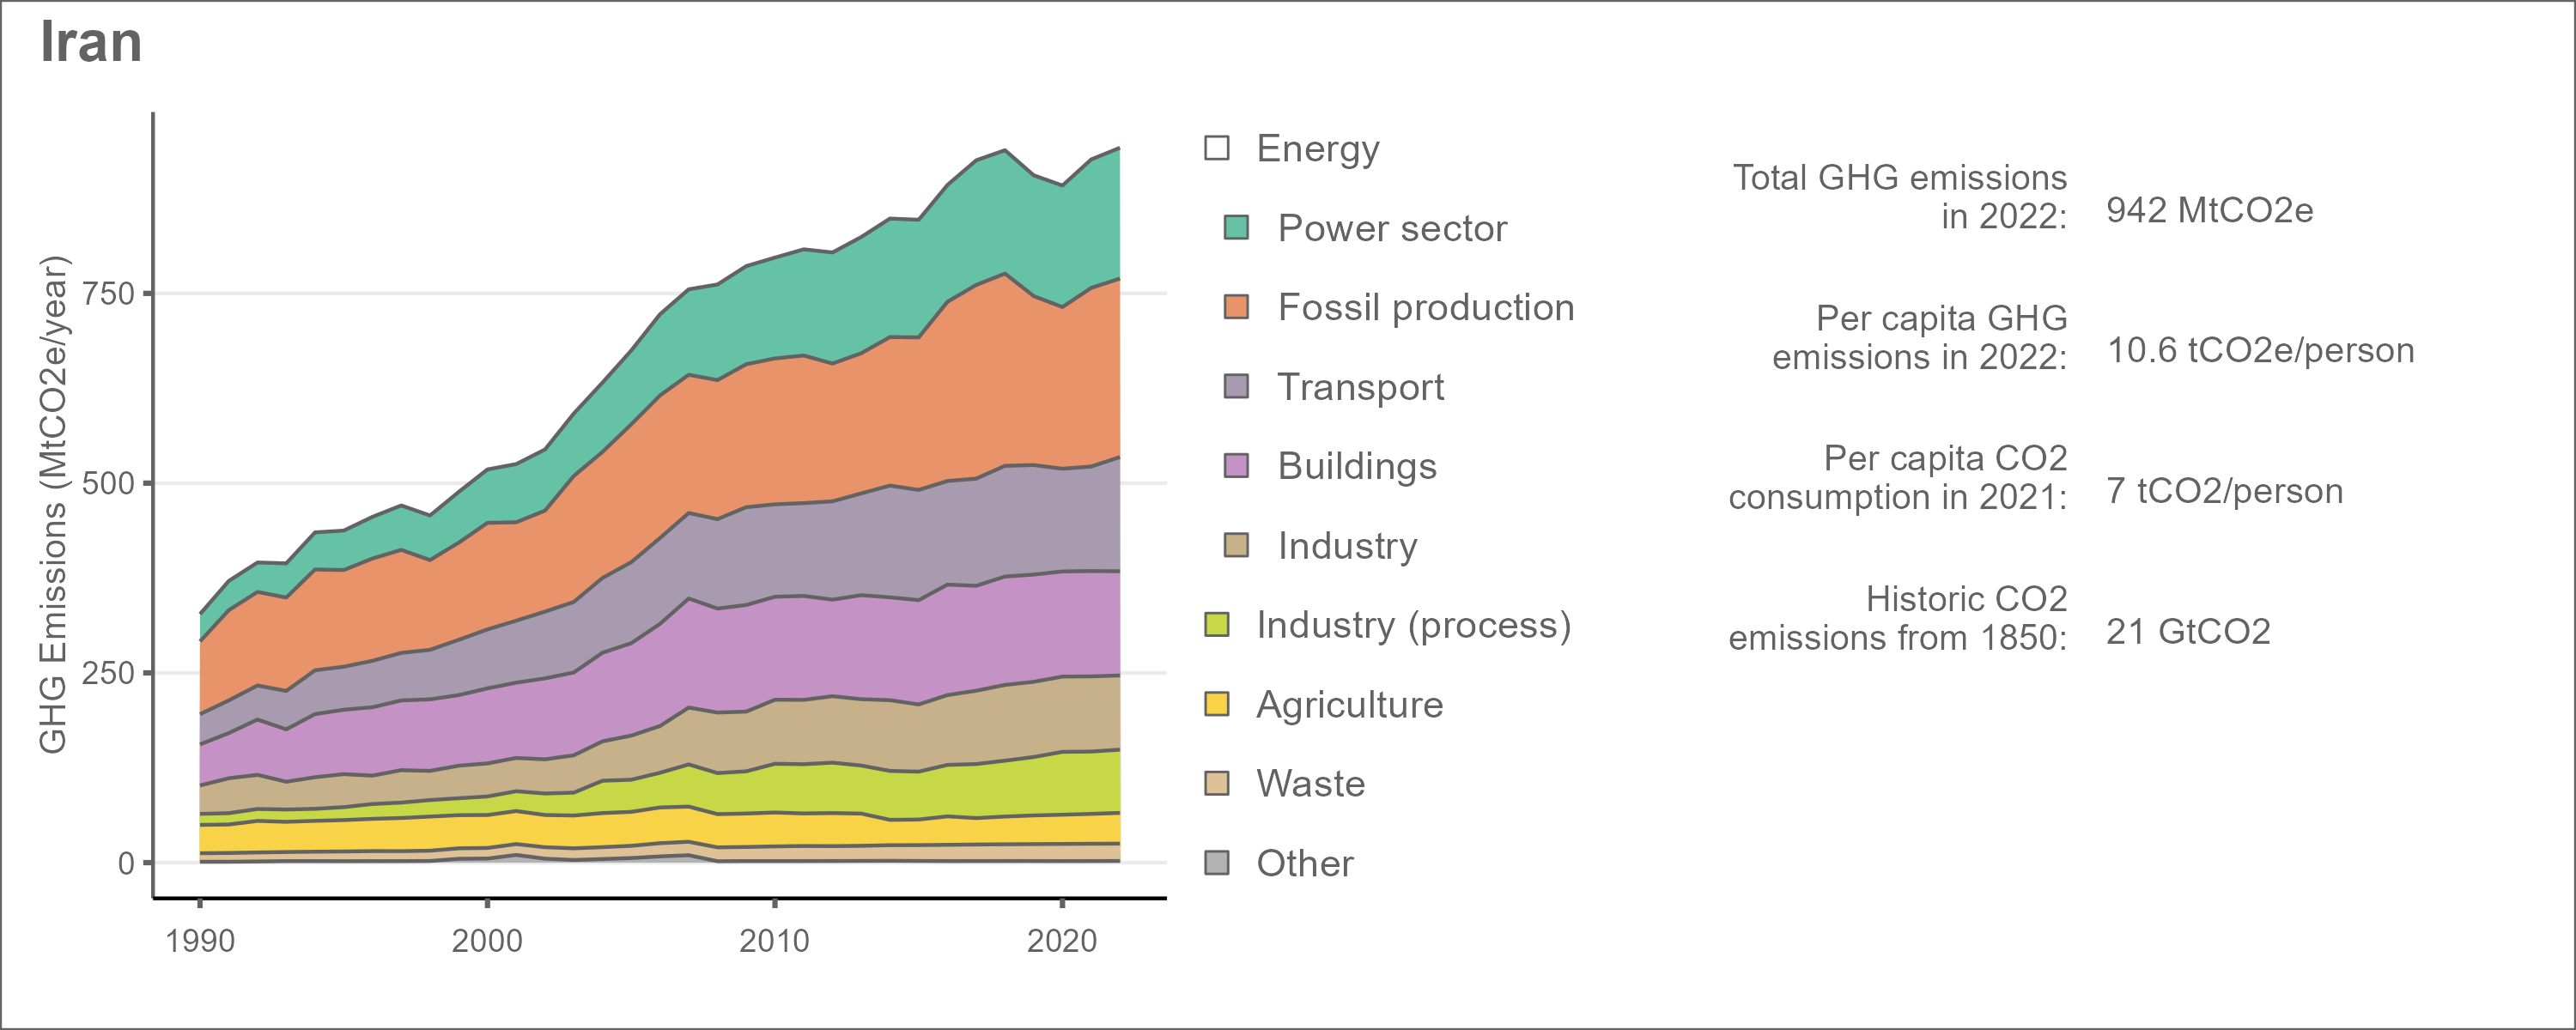 Iran
GHG Emissions (MtCO2e/year)
750
500
250
0
1990
2000
2010
2020
Energy
Power sector
Fossil production
Transport
Buildings
Industry
Industry (process)
Agriculture
Waste
Other
Total GHG emissions
in 2022:
942 MtCO2e
Per capita GHG
emissions in 2022:
10.6 tCO2e/person
Per capita CO2
consumption in 2021:
7 tCO2/person
Historic CO2
emissions from 1850:
21 GtCO2